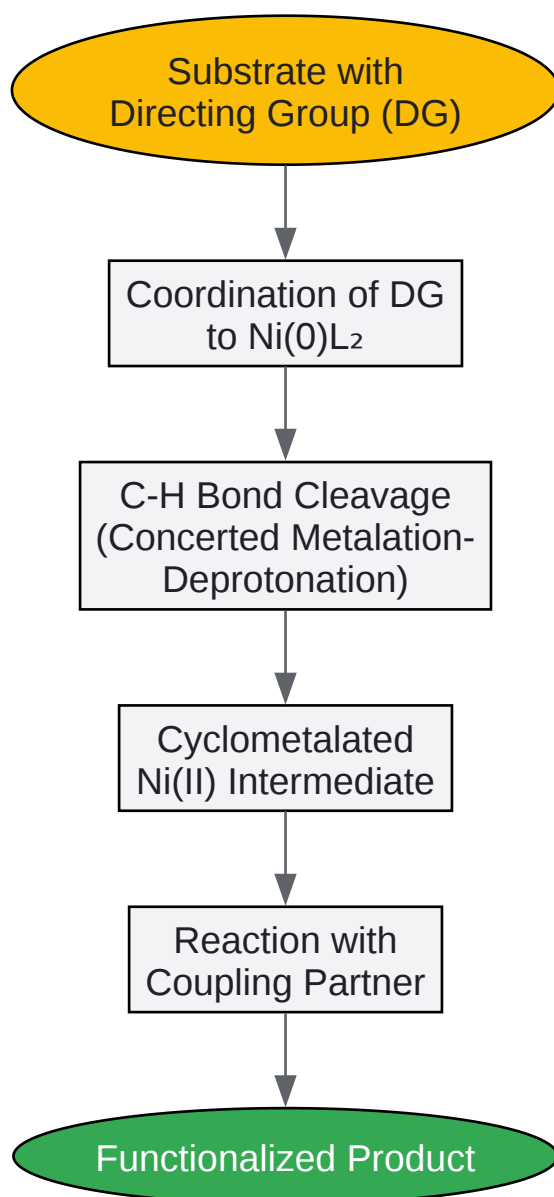 Substrate with
Directing Group (DG)
Coordination of DG
to Ni(0)L₂
C-H Bond Cleavage
(Concerted Metalation-
Deprotonation)
Cyclometalated
Ni(II) Intermediate
Reaction with
Coupling Partner
Functionalized Product